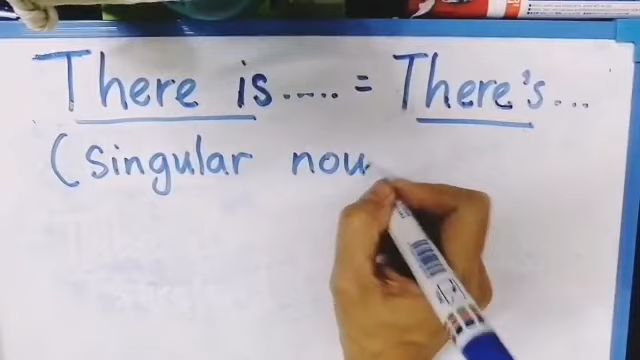 There is..... = There's...
(singular nou